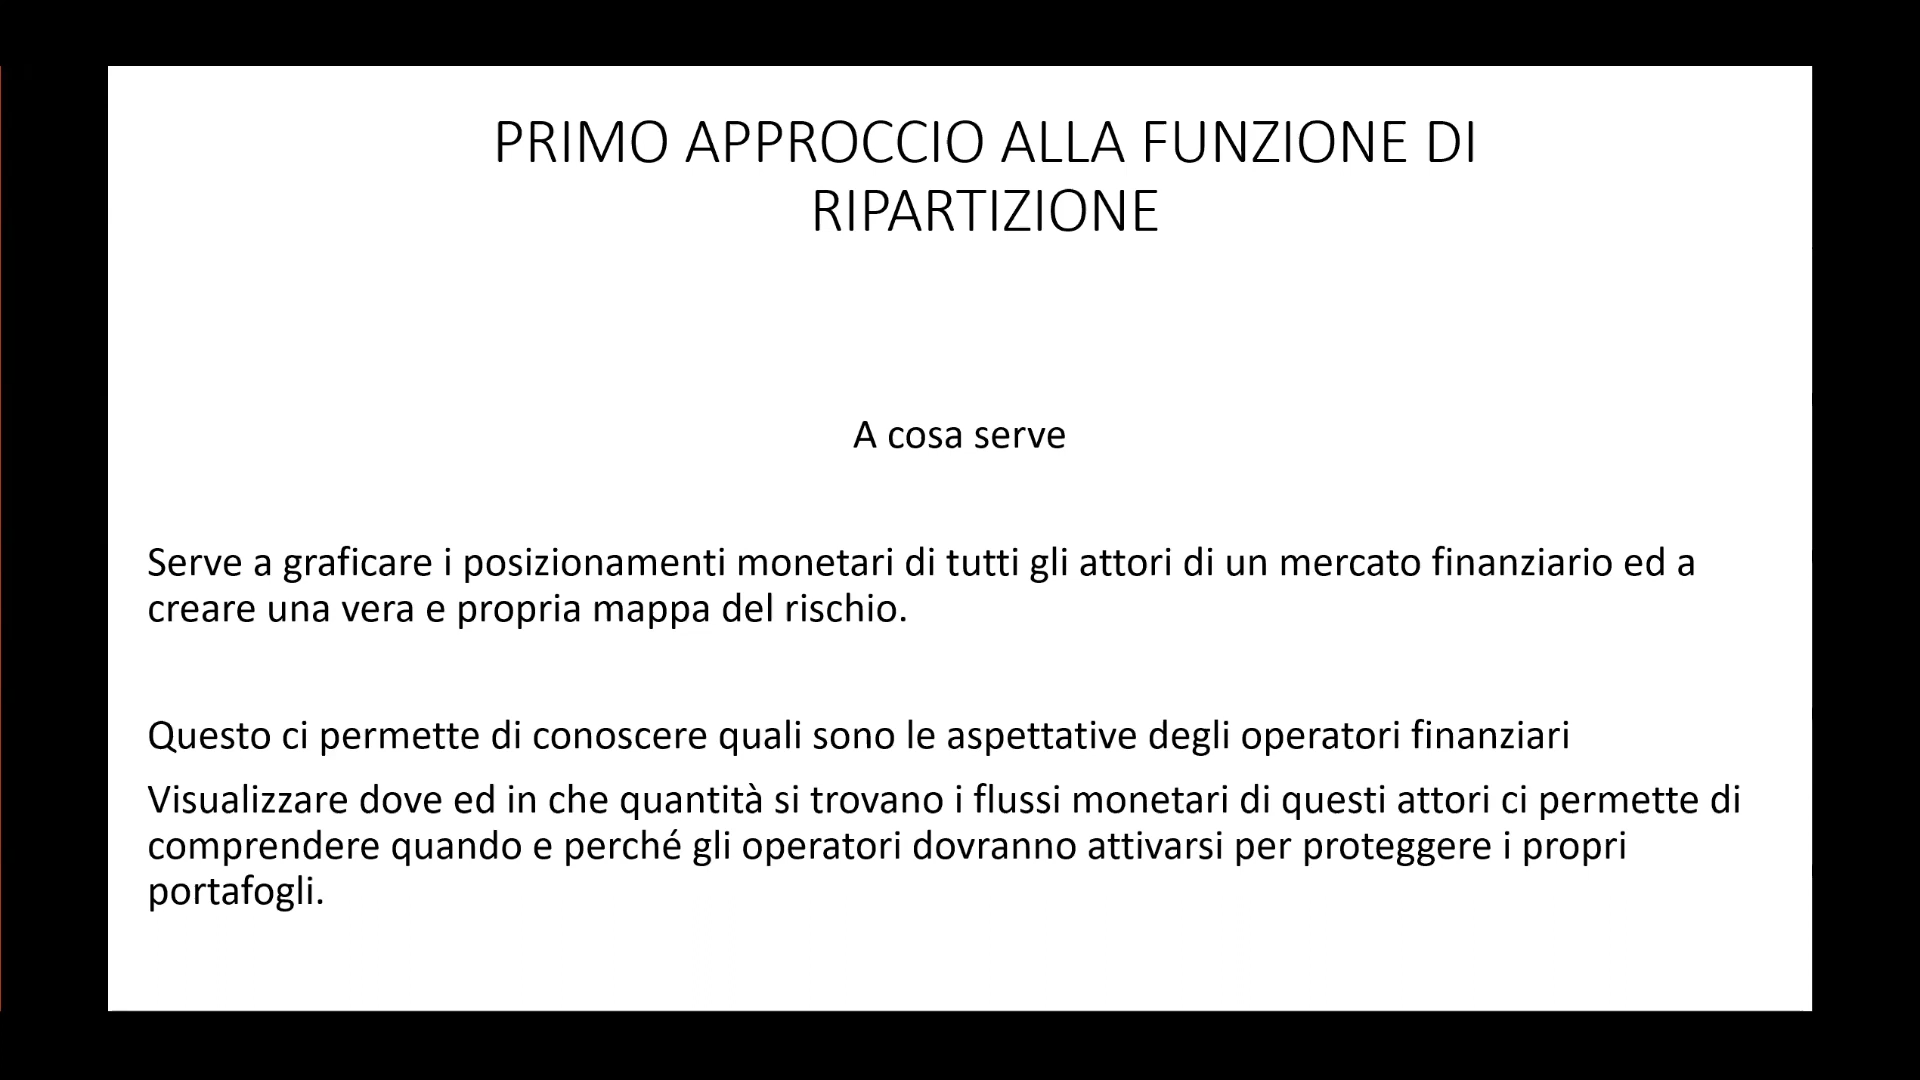 PRIMO APPROCCIO ALLA FUNZIONE DI
RIPARTIZIONE
A cosa serve
Serve a graficare i posizionamenti monetari di tutti gli attori di un mercato finanziario ed a
creare una vera e propria mappa del rischio.
Questo ci permette di conoscere quali sono le aspettative degli operatori finanziari
Visualizzare dove ed in che quantità si trovano i flussi monetari di questi attori ci permette di
comprendere quando e perché gli operatori dovranno attivarsi per proteggere i propri
portafogli.